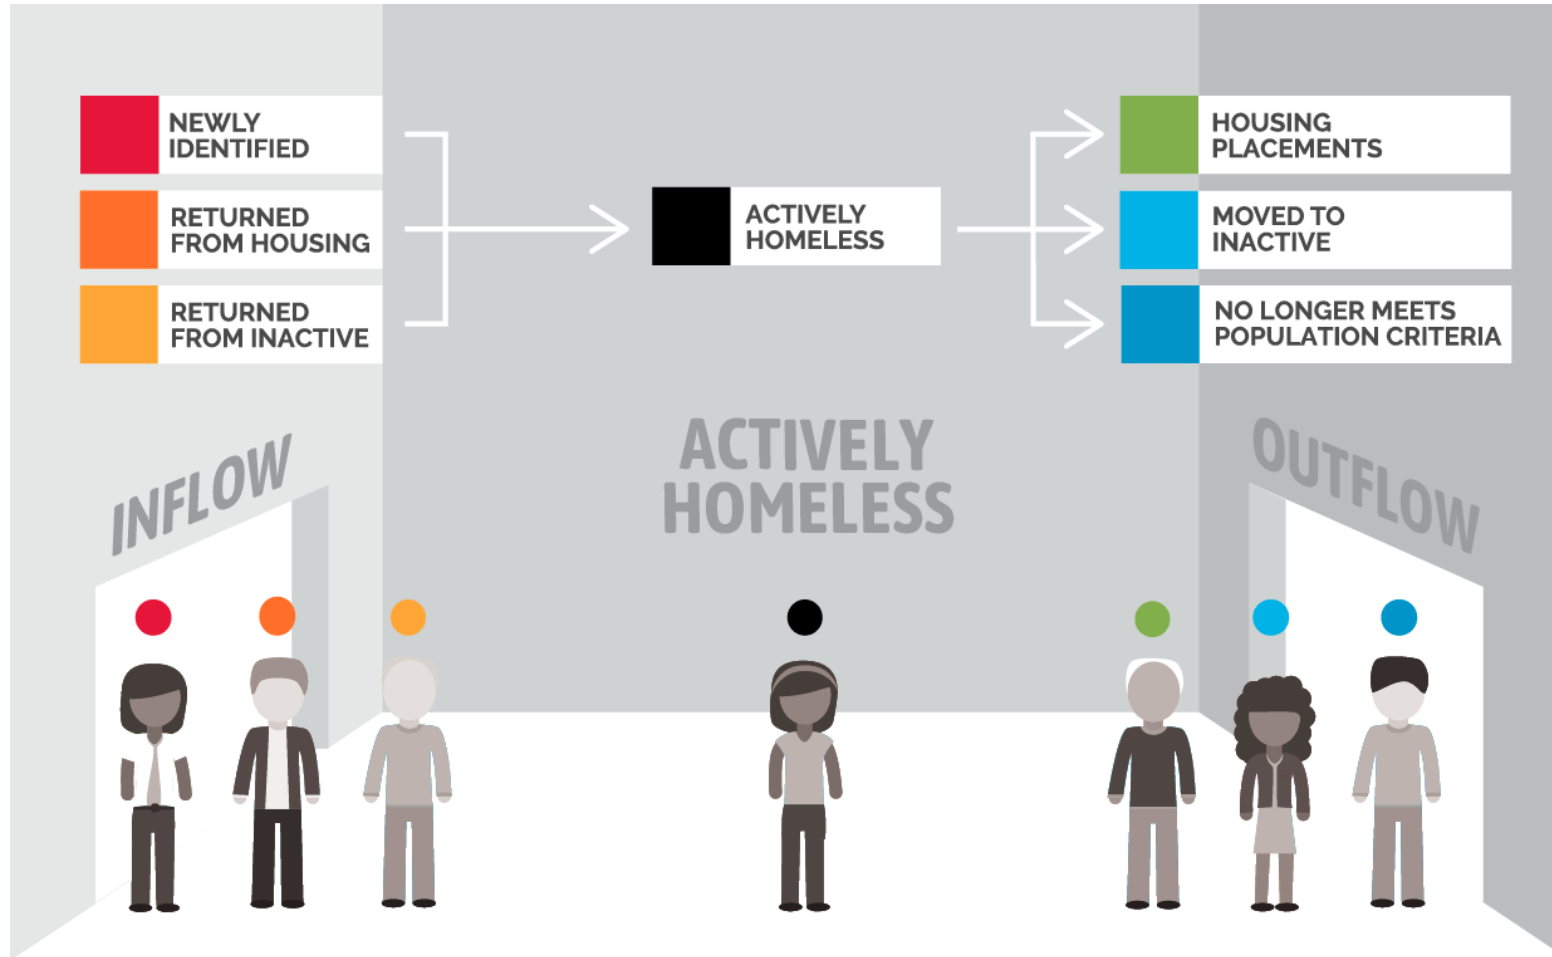 NEWLY
IDENTIFIED
RETURNED
FROM HOUSING
RETURNED
FROM INACTIVE
ACTIVELY
HOMELESS
HOUSING
PLACEMENTS
MOVED TO
INACTIVE
NO LONGER MEETS
POPULATION CRITERIA
INFLOW
ACTIVELY
HOMELESS
OUTFLOW